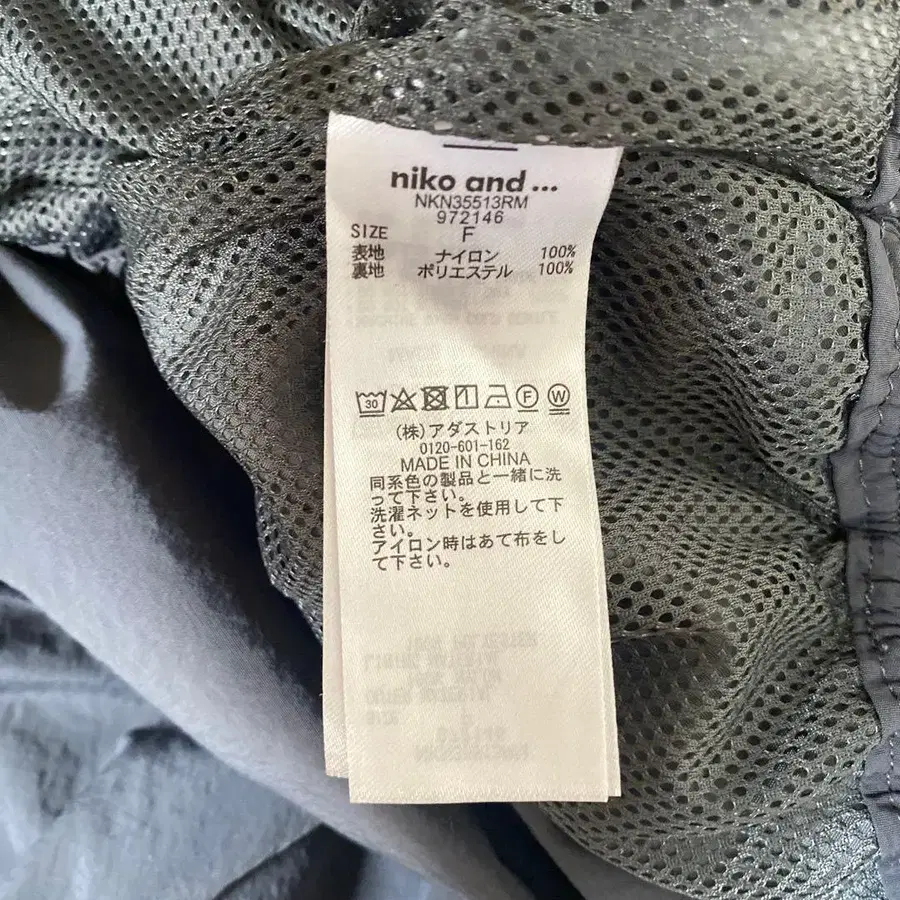 niko and ...
NKN35513RM
972146
SIZE F
表地 ナイロン 100%
裏地 ポリエステル 100%
30
F W
(株)アダストリア
0120-601-162
MADE IN CHINA
同系色の製品と一緒に洗
って下さい。
洗濯ネットを使用して下
さい。
アイロン時はあて布をし
て下さい。